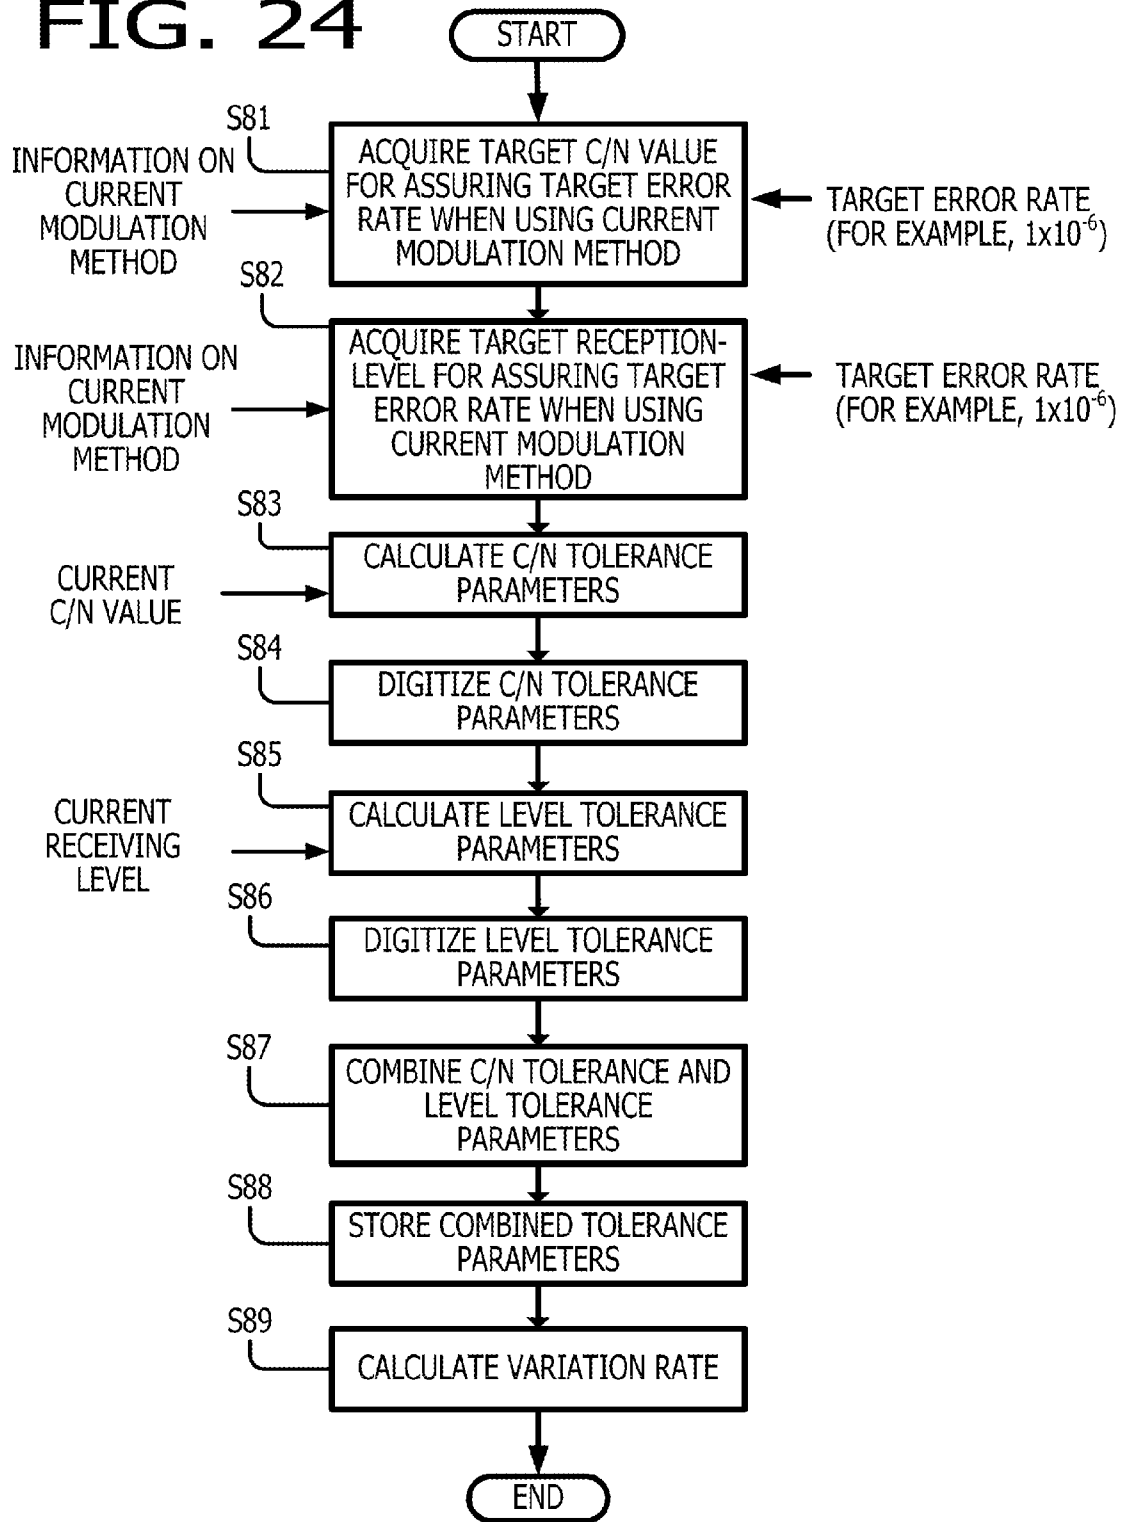 FIG. 24
START
S81
INFORMATION ON
CURRENT
MODULATION
METHOD
ACQUIRE TARGET C/N VALUE
FOR ASSURING TARGET ERROR
RATE WHEN USING CURRENT
MODULATION METHOD
TARGET ERROR RATE
(FOR EXAMPLE, 1x10⁻⁶)
S82
INFORMATION ON
CURRENT
MODULATION
METHOD
ACQUIRE TARGET RECEPTION-
LEVEL FOR ASSURING TARGET
ERROR RATE WHEN USING
CURRENT MODULATION
METHOD
TARGET ERROR RATE
(FOR EXAMPLE, 1x10⁻⁶)
S83
CURRENT
C/N VALUE
CALCULATE C/N TOLERANCE
PARAMETERS
S84
DIGITIZE C/N TOLERANCE
PARAMETERS
S85
CURRENT
RECEIVING
LEVEL
CALCULATE LEVEL TOLERANCE
PARAMETERS
S86
DIGITIZE LEVEL TOLERANCE
PARAMETERS
S87
COMBINE C/N TOLERANCE AND
LEVEL TOLERANCE
PARAMETERS
S88
STORE COMBINED TOLERANCE
PARAMETERS
S89
CALCULATE VARIATION RATE
END